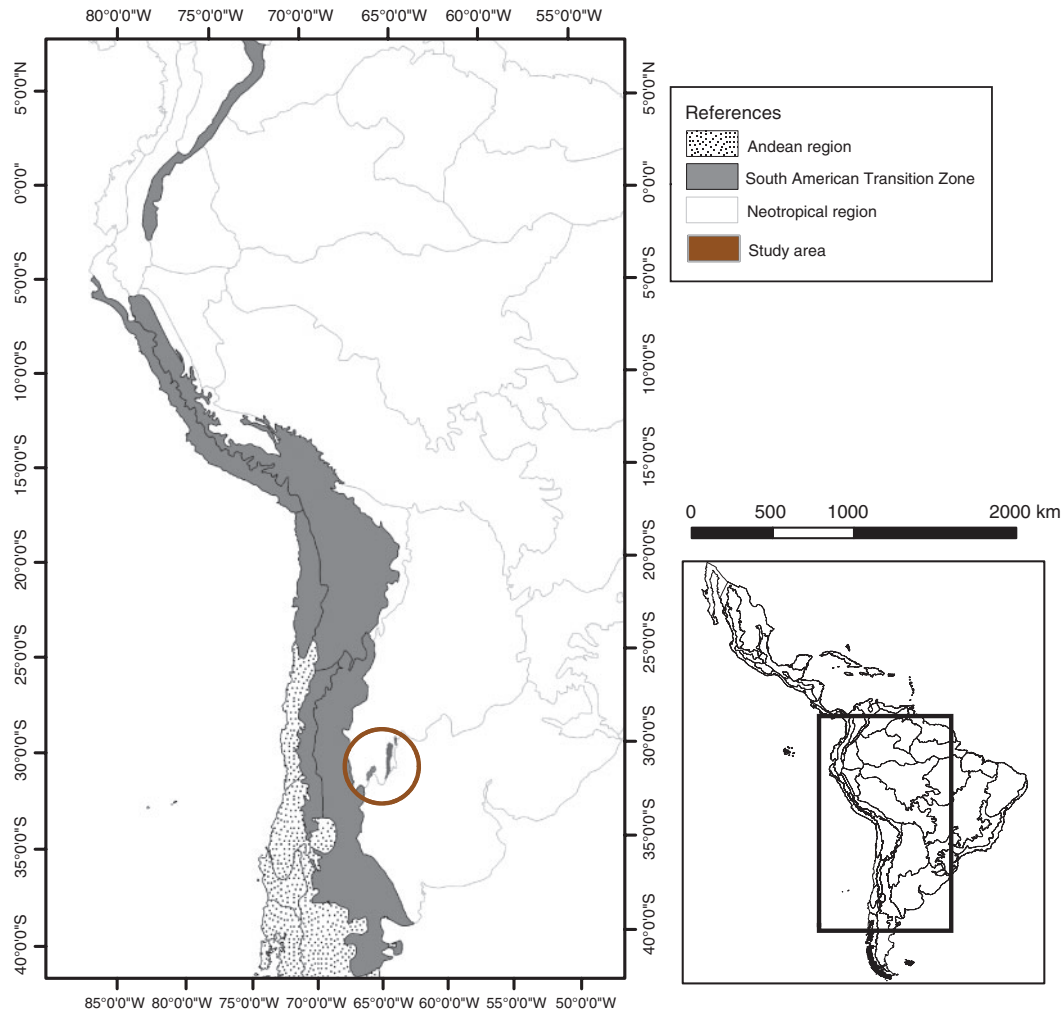 80°0'0"W 75°0'0"W 70°0'0"W 65°0'0"W 60°0'0"W 55°0'0"W
5°0'0"N
0°0'0"
5°0'0"S
10°0'0"S
15°0'0"S
20°0'0"S
25°0'0"S
30°0'0"S
35°0'0"S
40°0'0"S
5°0'0"N
0°0'0"
5°0'0"S
10°0'0"S
15°0'0"S
20°0'0"S
25°0'0"S
30°0'0"S
35°0'0"S
40°0'0"S
85°0'0"W 80°0'0"W 75°0'0"W 70°0'0"W 65°0'0"W 60°0'0"W 55°0'0"W 50°0'0"W
References
Andean region
South American Transition Zone
Neotropical region
Study area
0 500 1000 2000 km